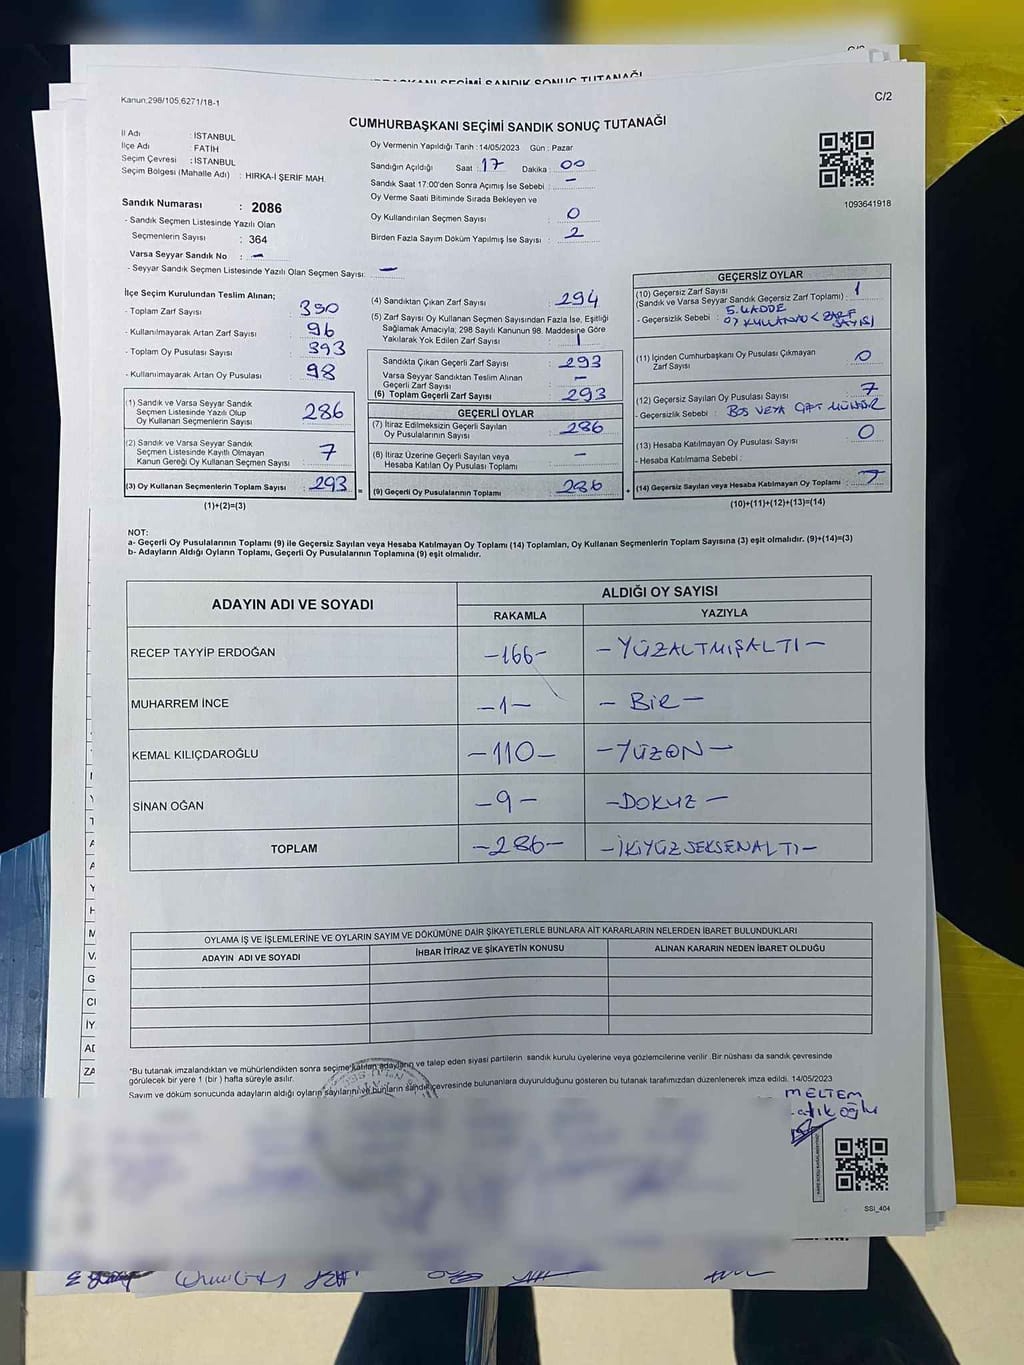 Kanun:298/105,6271/18-1
C/2
CUMHURBAŞKANI SEÇİMİ SANDIK SONUÇ TUTANAĞI
İl Adı : İSTANBUL
İlçe Adı : FATİH
Seçim Çevresi : İSTANBUL
Seçim Bölgesi (Mahalle Adı) : HIRKA-İ ŞERİF MAH.
Sandık Numarası : 2086
- Sandık Seçmen Listesinde Yazılı Olan
Seçmenlerin Sayısı : 364
Varsa Seyyar Sandık No : -
- Seyyar Sandık Seçmen Listesinde Yazılı Olan Seçmen Sayısı: -
Oy Vermenin Yapıldığı Tarih :14/05/2023 Gün : Pazar
Sandığın Açıldığı Saat : 17 Dakika : 00
Sandık Saat 17:00'den Sonra Açımış İse Sebebi : -
Oy Verme Saati Bitiminde Sırada Bekleyen ve
Oy Kullandırılan Seçmen Sayısı : 0
Birden Fazla Sayım Döküm Yapılmış İse Sayısı : 2
1093641918
İlçe Seçim Kurulundan Teslim Alınan;
- Toplam Zarf Sayısı : 390
- Kullanılmayarak Artan Zarf Sayısı : 96
- Toplam Oy Pusulası Sayısı : 393
- Kullanılmayarak Artan Oy Pusulası : 98
(1) Sandık ve Varsa Seyyar Sandık
Seçmen Listesinde Yazılı Olup
Oy Kullanan Seçmenlerin Sayısı : 286
(2) Sandık ve Varsa Seyyar Sandık
Seçmen Listesinde Kayıtlı Olmayan
Kanun Gereği Oy Kullanan Seçmen Sayısı : 7
(3) Oy Kullanan Seçmenlerin Toplam Sayısı : 293
(1)+(2)=(3)
(4) Sandıktan Çıkan Zarf Sayısı : 294
(5) Zarf Sayısı Oy Kullanan Seçmen Sayısından Fazla İse, Eşitliği
Sağlamak Amacıyla; 298 Sayılı Kanunun 98. Maddesine Göre
Yakılarak Yok Edilen Zarf Sayısı : 1
Sandıkta Çıkan Geçerli Zarf Sayısı : 293
Varsa Seyyar Sandıktan Teslim Alınan
Geçerli Zarf Sayısı : -
(6) Toplam Geçerli Zarf Sayısı : 293
GEÇERLİ OYLAR
(7) İtiraz Edilmeksizin Geçerli Sayılan
Oy Pusulalarının Sayısı : 286
(8) İtiraz Üzerine Geçerli Sayılan veya
Hesaba Katılan Oy Pusulası Toplamı : -
(9) Geçerli Oy Pusulalarının Toplamı : 286
GEÇERSİZ OYLAR
(10) Geçersiz Zarf Sayısı
(Sandık ve Varsa Seyyar Sandık Geçersiz Zarf Toplamı) : 1
- Geçersizlik Sebebi : 5. MADDE
OY KULLANAN < ZARF
SAYISI
(11) İçinden Cumhurbaşkanı Oy Pusulası Çıkmayan
Zarf Sayısı : 0
(12) Geçersiz Sayılan Oy Pusulası Sayısı : 7
- Geçersizlik Sebebi : BOŞ VEYA ÇİFT MÜHÜR
(13) Hesaba Katılmayan Oy Pusulası Sayısı : 0
- Hesaba Katılmama Sebebi :
(14) Geçersiz Sayılan veya Hesaba Katılmayan Oy Toplamı : 7
(10)+(11)+(12)+(13)=(14)
NOT:
a- Geçerli Oy Pusulalarının Toplamı (9) ile Geçersiz Sayılan veya Hesaba Katılmayan Oy Toplamı (14) Toplamları, Oy Kullanan Seçmenlerin Toplam Sayısına (3) eşit olmalıdır. (9)+(14)=(3)
b- Adayların Aldığı Oyların Toplamı, Geçerli Oy Pusulalarının Toplamına (9) eşit olmalıdır.
ADAYIN ADI VE SOYADI
ALDIĞI OY SAYISI
RAKAMLA YAZIYLA
RECEP TAYYİP ERDOĞAN -166- -YÜZALTMIŞALTI-
MUHARREM İNCE -1- -BİR-
KEMAL KILIÇDAROĞLU -110- -YÜZON-
SİNAN OĞAN -9- -DOKUZ-
TOPLAM -286- -İKİYÜZSEKSENALTI-
OYLAMA İŞ VE İŞLEMLERİNE VE OYLARIN SAYIM VE DÖKÜMÜNE DAİR ŞİKAYETLERLE BUNLARA AİT KARARLARIN NELERDEN İBARET BULUNDUKLARI
ADAYIN ADI VE SOYADI İHBAR İTİRAZ VE ŞİKAYETİN KONUSU ALINAN KARARIN NEDEN İBARET OLDUĞU
*Bu tutanak imzalandıktan ve mühürlendikten sonra seçime katılan adayların ve talep eden siyasi partilerin sandık kurulu üyelerine ve gözlemcilerine verilir .Bir nüshası da sandık çevresinde
görülecek bir yere 1 (bir ) hafta süreyle asılır.
Sayım ve döküm sonucunda adayların aldığı oyların sayılarını ve bunların sandık çevresinde bulunanlara duyurulduğunu gösteren bu tutanak tarafımızdan düzenlenerek imza edildi. 14/05/2023
MELTEM
SSI_404